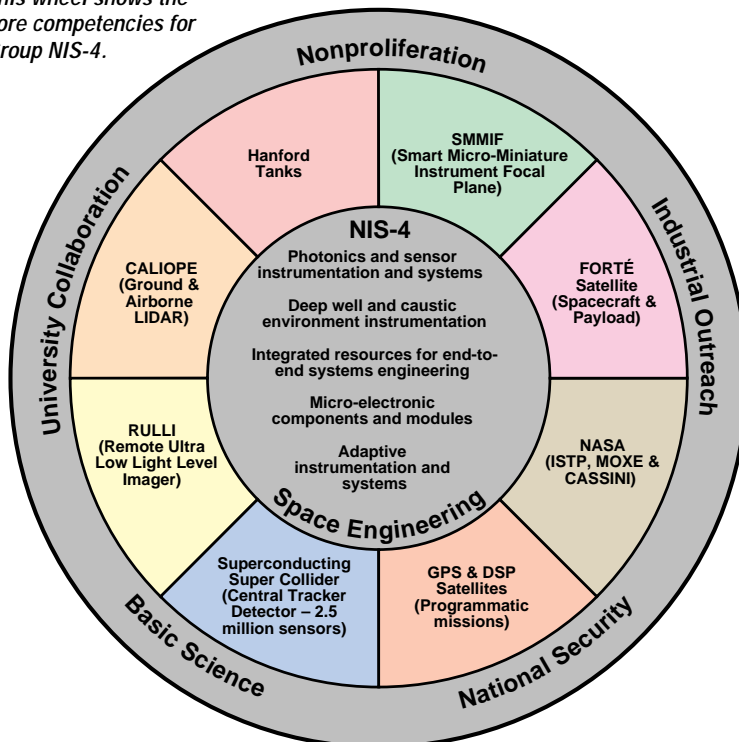 his wheel shows the
ore competencies for
roup NIS-4.
Nonproliferation
Industrial Outreach
National Security
Basic Science
University Collaboration
Hanford
Tanks
SMMIF
(Smart Micro-Miniature
Instrument Focal
Plane)
FORTÉ
Satellite
(Spacecraft &
Payload)
NASA
(ISTP, MOXE &
CASSINI)
GPS & DSP
Satellites
(Programmatic
missions)
Superconducting
Super Collider
(Central Tracker
Detector – 2.5
million sensors)
RULLI
(Remote Ultra
Low Light Level
Imager)
CALIOPE
(Ground &
Airborne
LIDAR)
NIS-4
Photonics and sensor
instrumentation and systems
Deep well and caustic
environment instrumentation
Integrated resources for end-to-
end systems engineering
Micro-electronic
components and modules
Adaptive
instrumentation and
systems
Space Engineering